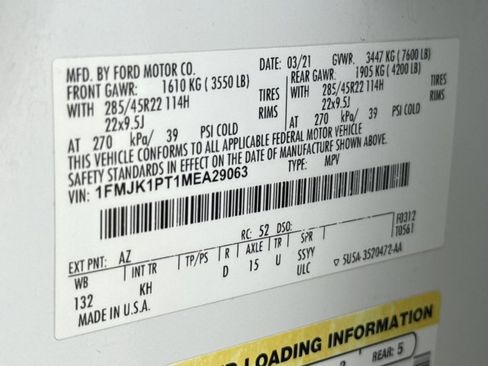 MFD. BY FORD MOTOR CO.
DATE: 03/21 GVWR. 3447 KG ( 7600 LB)
FRONT GAWR: 1610 KG ( 3550 LB) REAR GAWR: 1905 KG ( 4200 LB)
WITH 285/45R22 114H TIRES WITH 285/45R22 114H TIRES
22x9.5J RIMS 22x9.5J RIMS
AT 270 kPa/ 39 PSI COLD AT 270 kPa/ 39 PSI COLD
THIS VEHICLE CONFORMS TO ALL APPLICABLE FEDERAL MOTOR VEHICLE
SAFETY STANDARDS IN EFFECT ON THE DATE OF MANUFACTURE SHOWN ABOVE.
VIN: 1FMJK1PT1MEA29063 TYPE: MPV
F0312
T0561
EXT PNT: AZ RC: 52 DSO:
WB INT TR TP/PS R AXLE TR SPR
132 KH D 15 U SSYY
ULC
▽ 5U5A-3520472-AA
MADE IN U.S.A.
LOADING INFORMATION
REAR: 5